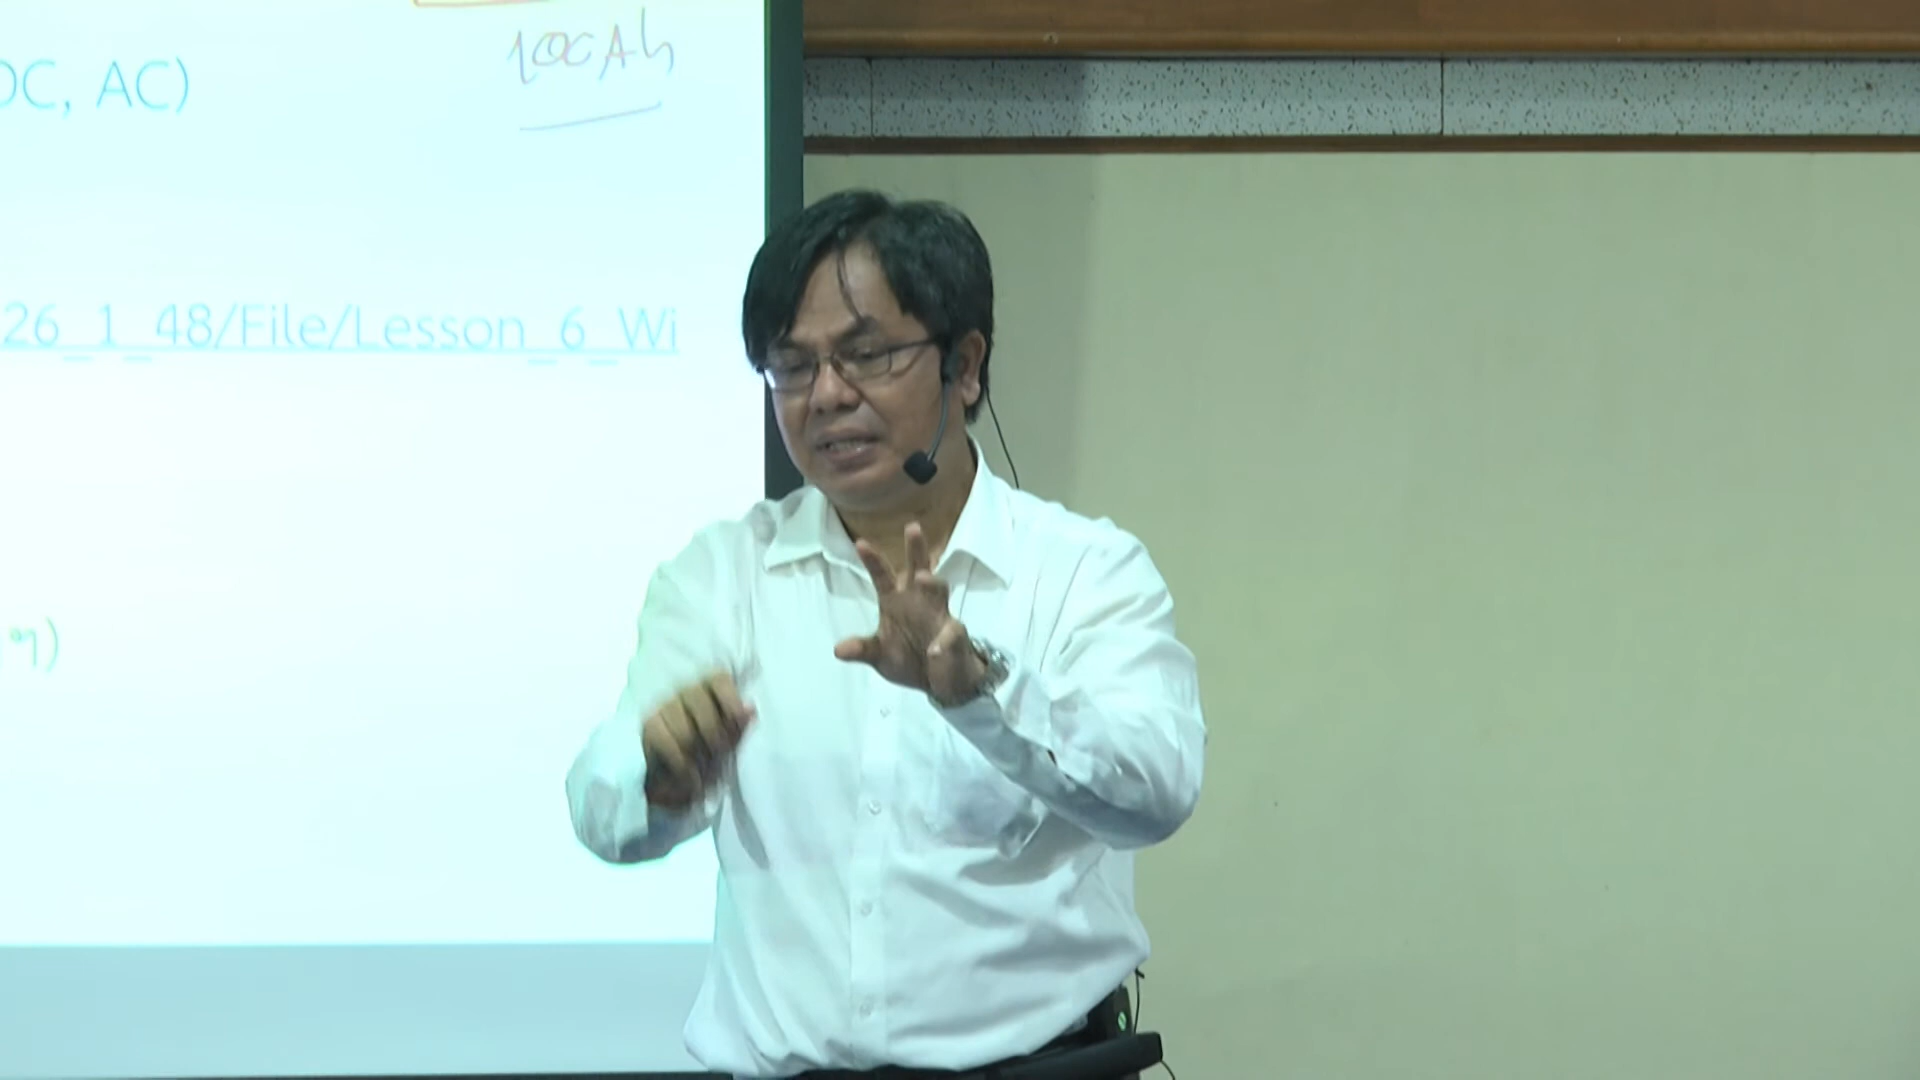 100Ah
DC, AC)
26_1_48/File/Lesson_6_Wi
ๆ)